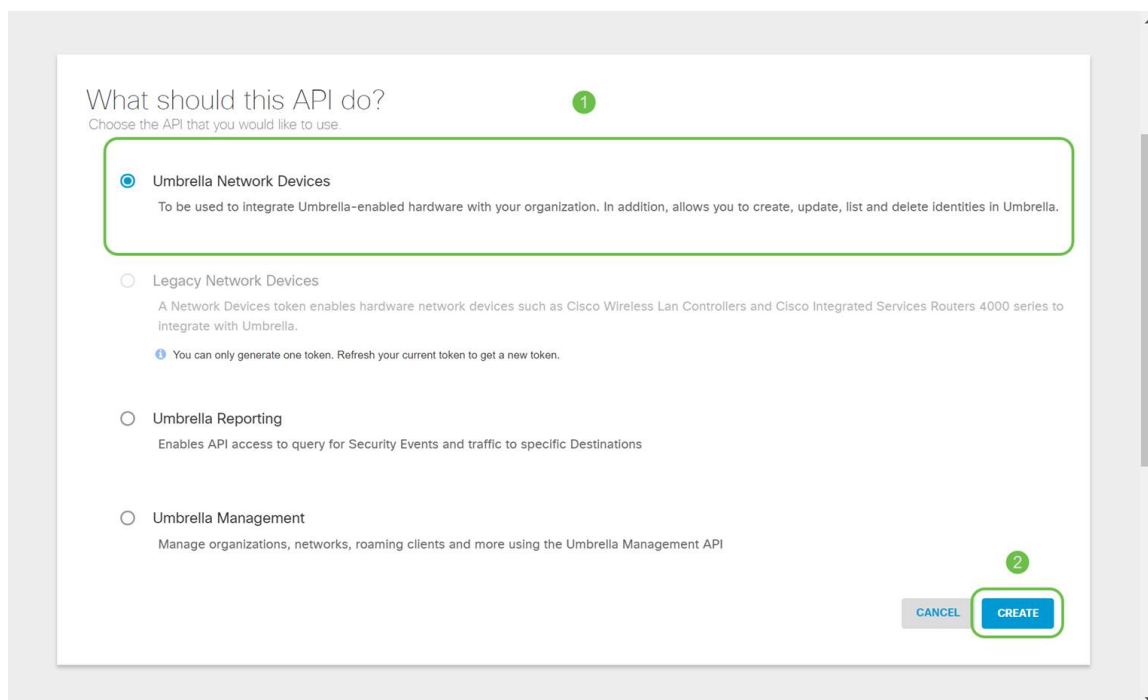 What should this API do?
1
Choose the API that you would like to use.
Umbrella Network Devices
To be used to integrate Umbrella-enabled hardware with your organization. In addition, allows you to create, update, list and delete identities in Umbrella.
Legacy Network Devices
A Network Devices token enables hardware network devices such as Cisco Wireless Lan Controllers and Cisco Integrated Services Routers 4000 series to
integrate with Umbrella.
You can only generate one token. Refresh your current token to get a new token.
Umbrella Reporting
Enables API access to query for Security Events and traffic to specific Destinations
Umbrella Management
Manage organizations, networks, roaming clients and more using the Umbrella Management API
2
CANCEL CREATE